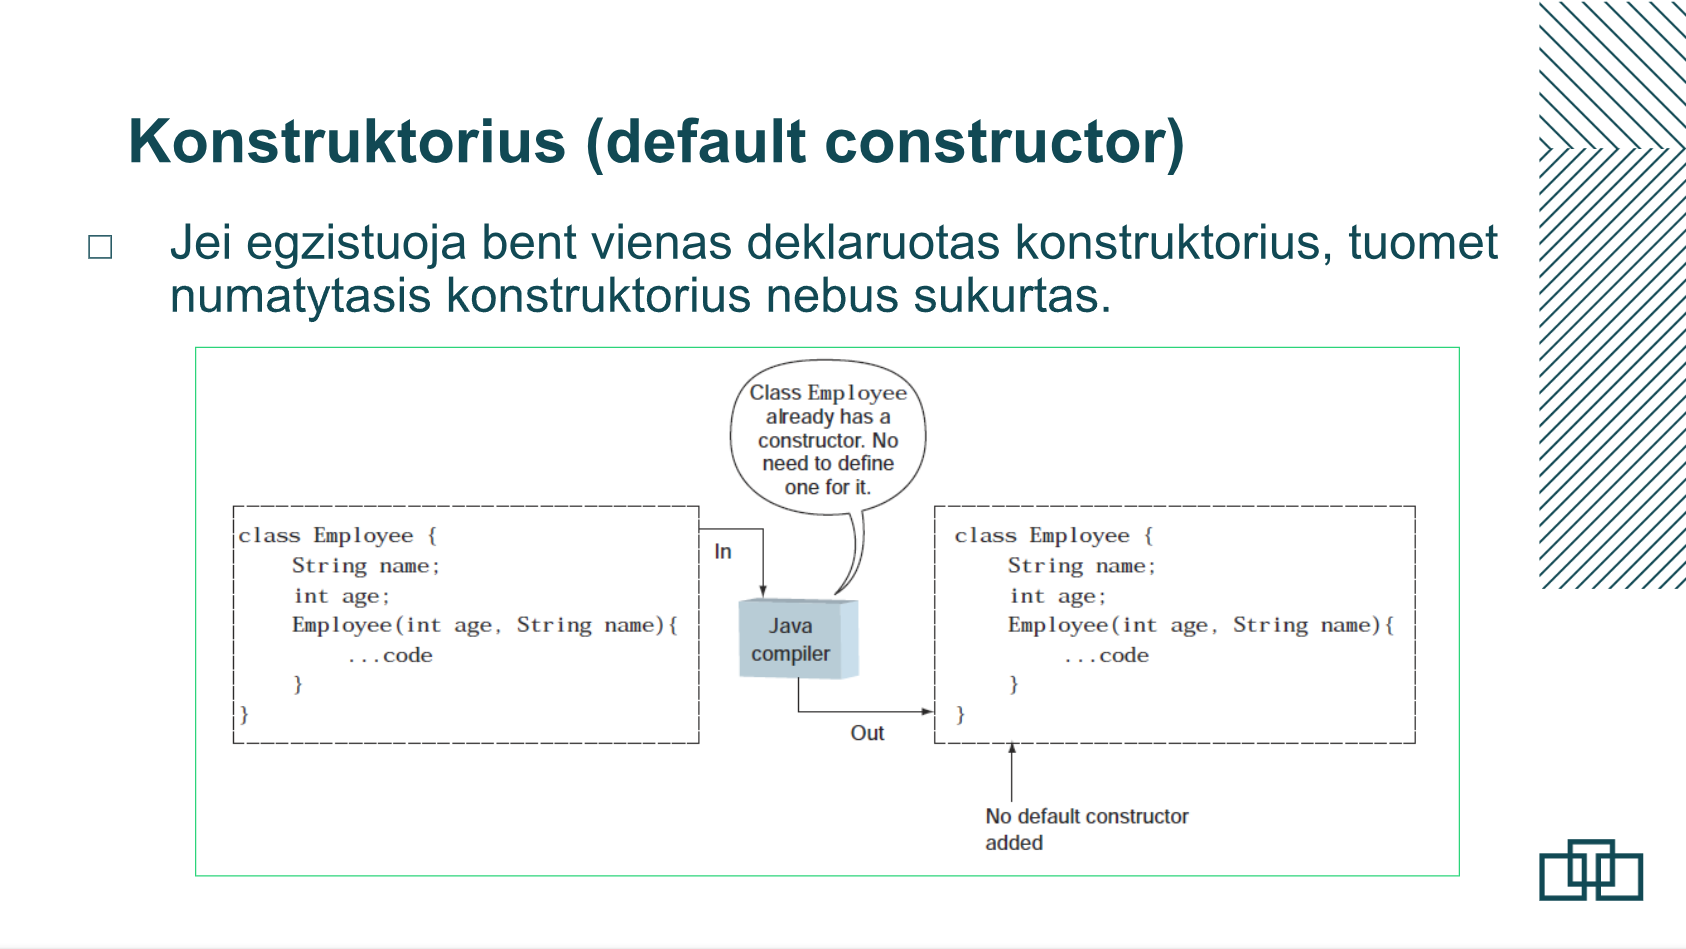 Konstruktorius (default constructor)
Jei egzistuoja bent vienas deklaruotas konstruktorius, tuomet
numatytasis konstruktorius nebus sukurtas.
Class Employee
already has a
constructor. No
need to define
one for it.
class Employee {
String name;
int age;
Employee(int age, String name){
...code
}
}
In
Java
compiler
Out
class Employee {
String name;
int age;
Employee(int age, String name){
...code
}
}
No default constructor
added